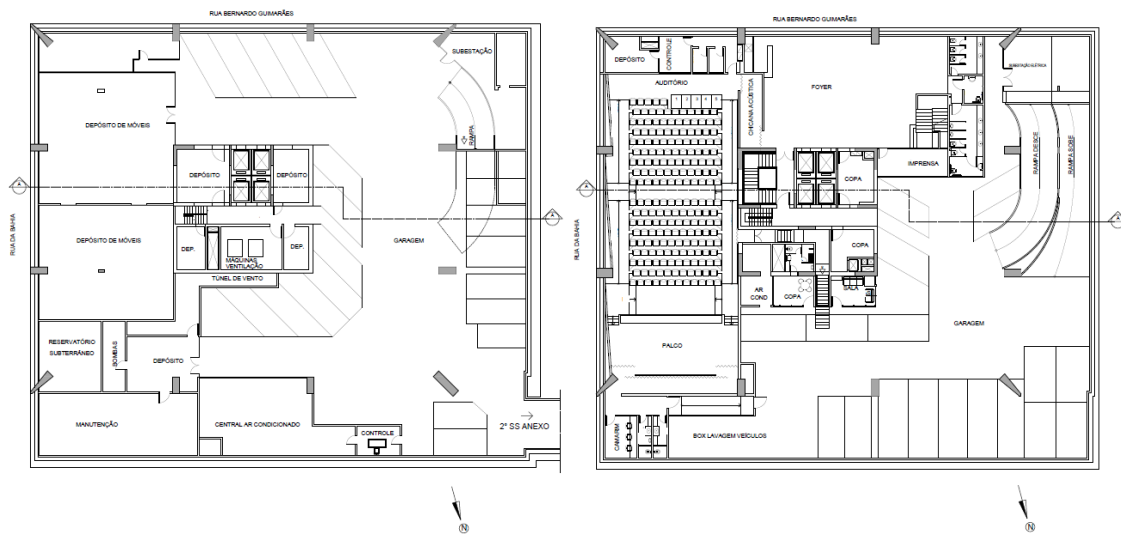 RUA BERNARDO GUIMARÃES
SUBESTAÇÃO
DEPÓSITO DE MÓVEIS
RAMPA
DEPÓSITO
DEPÓSITO
A
A
RUA DA BAHIA
DEPÓSITO DE MÓVEIS
DEP.
DEP.
MÁQUINAS
VENTILAÇÃO
GARAGEM
TÚNEL DE VENTO
RESERVATÓRIO
SUBTERRÂNEO
BOMBAS
DEPÓSITO
MANUTENÇÃO
CENTRAL AR CONDICIONADO
CONTROLE
2° SS ANEXO
N
RUA BERNARDO GUIMARÃES
DEPÓSITO
CONTROLE
AUDITÓRIO
CHICANA ACÚSTICA
FOYER
SUBESTAÇÃO ELÉTRICA
IMPRENSA
RAMPA DESCE
RAMPA SOBE
COPA
A
A
RUA DA BAHIA
COPA
AR
COND
COPA
SALA
GARAGEM
PALCO
CAMARIM
BOX LAVAGEM VEÍCULOS
N